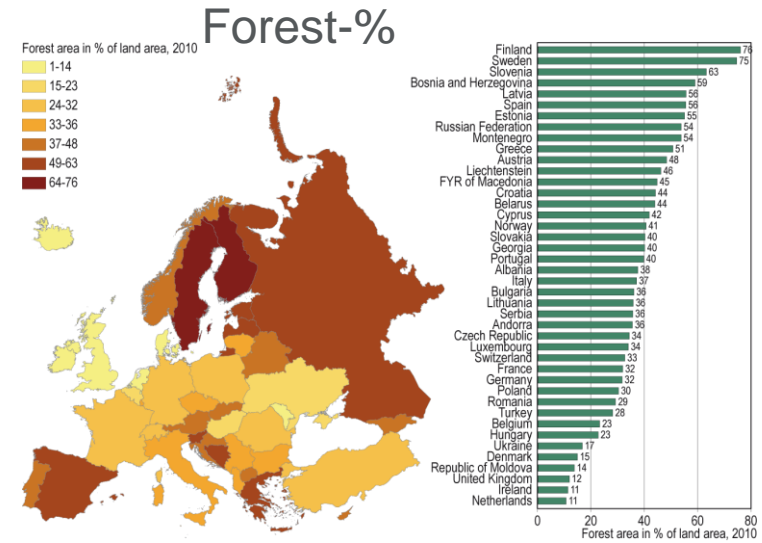 Forest-%
Forest area in % of land area, 2010
1-14
15-23
24-32
33-36
37-48
49-63
64-76
Finland 76
Sweden 75
Slovenia 63
Bosnia and Herzegovina 59
Latvia 56
Spain 56
Estonia 55
Russian Federation 54
Montenegro 54
Greece 51
Austria 48
Liechtenstein 46
FYR of Macedonia 45
Croatia 44
Belarus 44
Cyprus 42
Norway 41
Slovakia 40
Georgia 40
Portugal 40
Albania 38
Italy 37
Bulgaria 36
Lithuania 36
Serbia 36
Andorra 36
Czech Republic 34
Luxembourg 34
Switzerland 33
France 32
Germany 32
Poland 30
Romania 29
Turkey 28
Belgium 23
Hungary 23
Ukraine 17
Denmark 15
Republic of Moldova 14
United Kingdom 12
Ireland 11
Netherlands 11
0 20 40 60 80
Forest area in % of land area, 2010